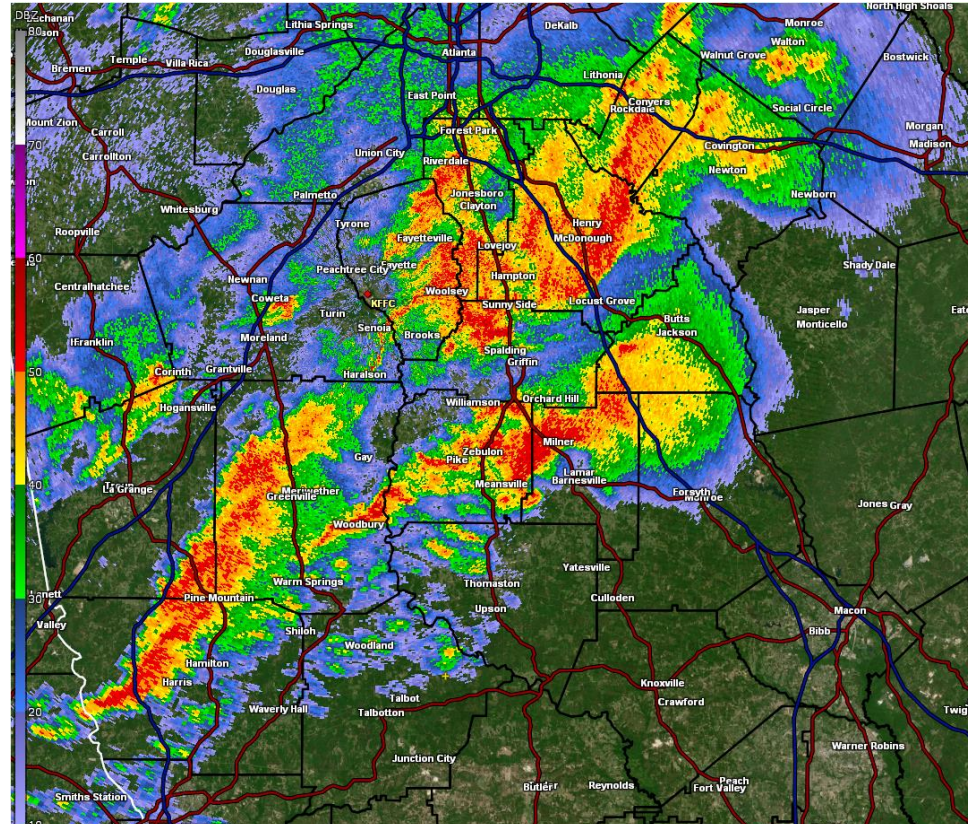 DBZ
80
70
60
50
40
30
20
10
North High Shoals
Lithia Springs
DeKalb
Monroe
Walton
Douglasville
Atlanta
Walnut Grove
Bostwick
Temple
Villa Rica
Bremen
Lithonia
Douglas
East Point
Conyers
Rockdale
Social Circle
Mount Zion
Carroll
Forest Park
Morgan
Madison
Covington
Carrollton
Union City
Riverdale
Newton
Palmetto
Jonesboro
Clayton
Newborn
Whitesburg
Tyrone
Henry
McDonough
Roopville
Fayetteville
Lovejoy
Fayette
Peachtree City
Shady Dale
Hampton
Centralhatchee
Newnan
Woolsey
Coweta
KFFC
Sunny Side
Locust Grove
Turin
Jasper
Monticello
Butts
Jackson
Senoia
Brooks
Moreland
Franklin
Spalding
Griffin
Corinth
Grantville
Haralson
Hogansville
Williamson
Orchard Hill
Milner
Zebulon
Pike
Gay
Lamar
Barnesville
Meansville
La Grange
Meriwether
Greenville
Forsyth
Monroe
Jones
Gray
Woodbury
Yatesville
Warm Springs
Thomaston
Pine Mountain
Culloden
Upson
Macon
Valley
Shiloh
Bibb
Woodland
Hamilton
Harris
Knoxville
Talbot
Crawford
Waverly Hall
Talbotton
Warner Robins
Junction City
Peach
Fort Valley
Reynolds
Butler
Smiths Station